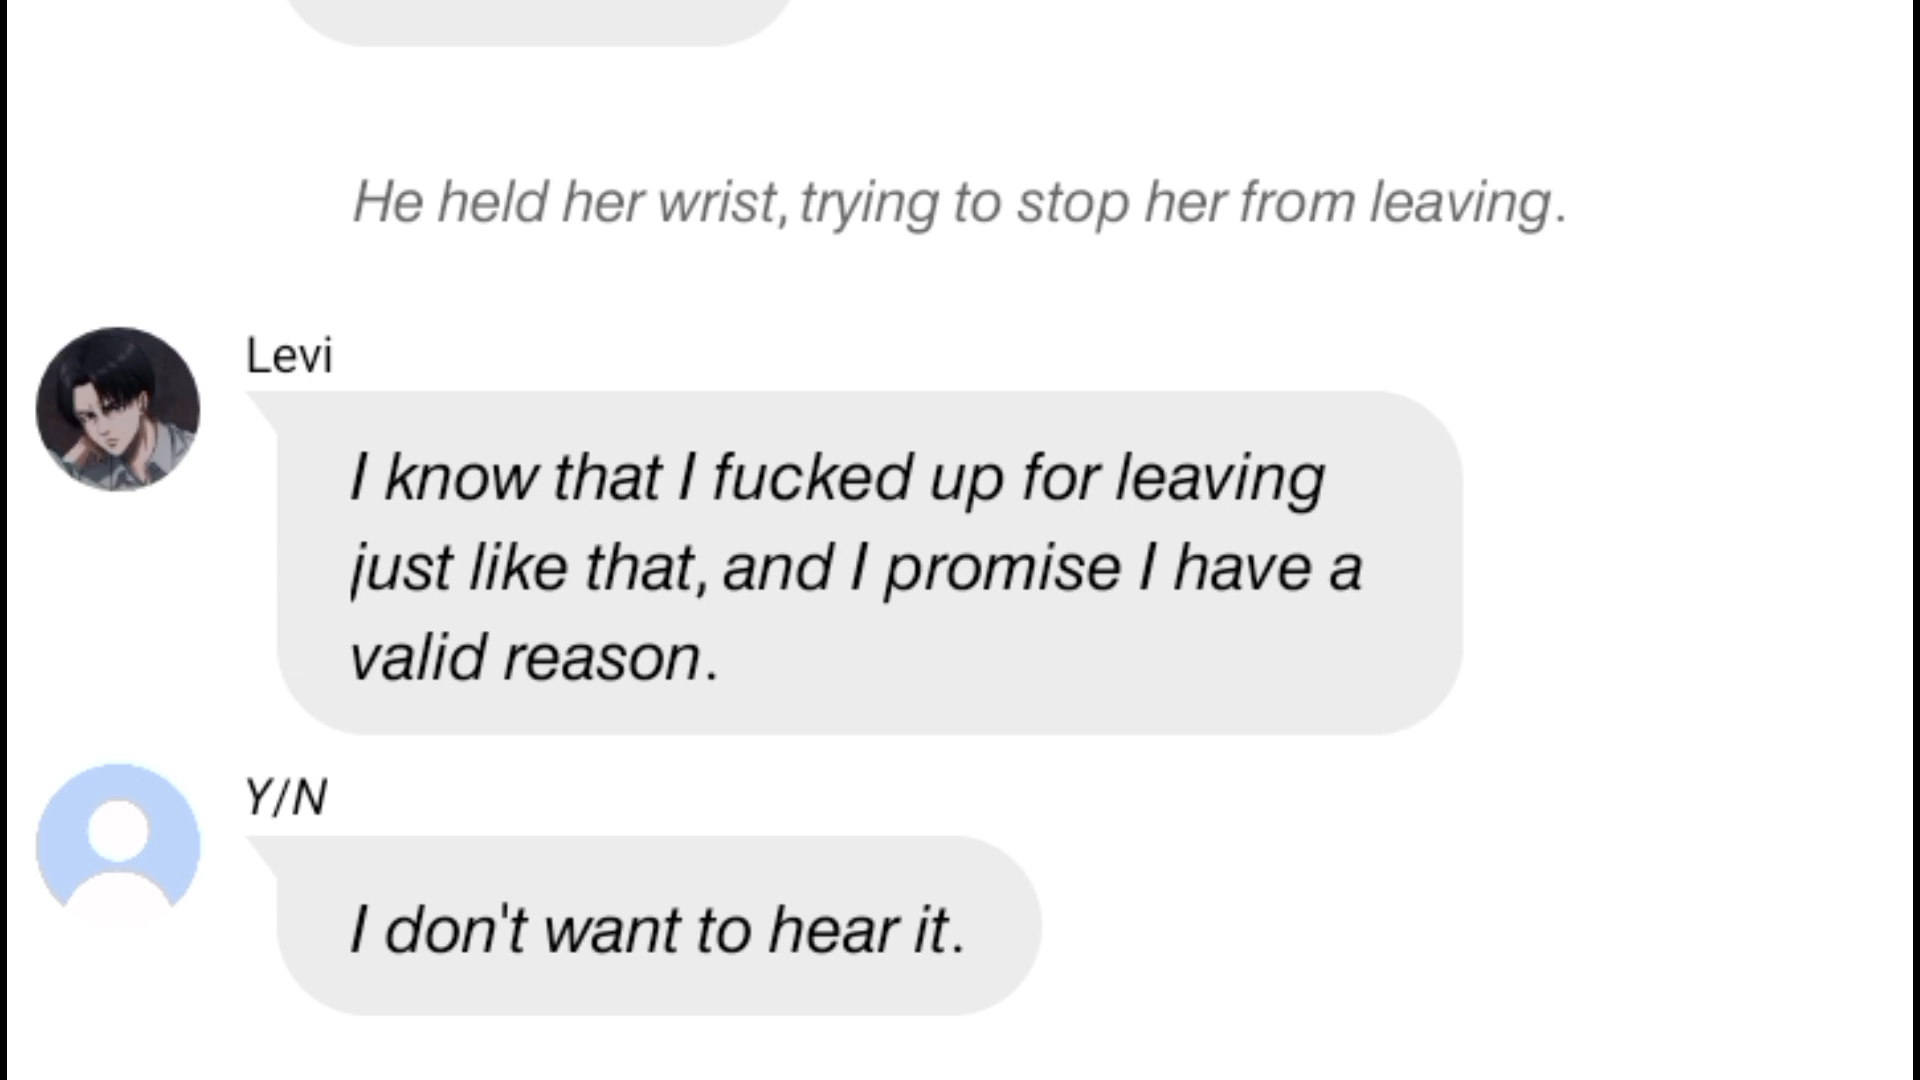 He held her wrist, trying to stop her from leaving.
Levi
I know that I fucked up for leaving
just like that, and I promise I have a
valid reason.
Y/N
I don't want to hear it.